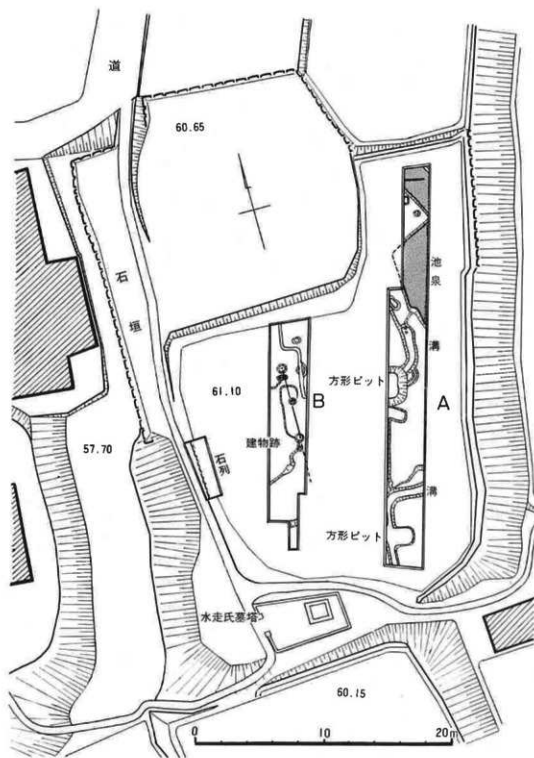 道
60.65
石垣
池泉
溝
方形ピット
A
61.10
B
建物跡
57.70
石列
溝
方形ピット
水走氏墓塔
60.15
0 10 20m